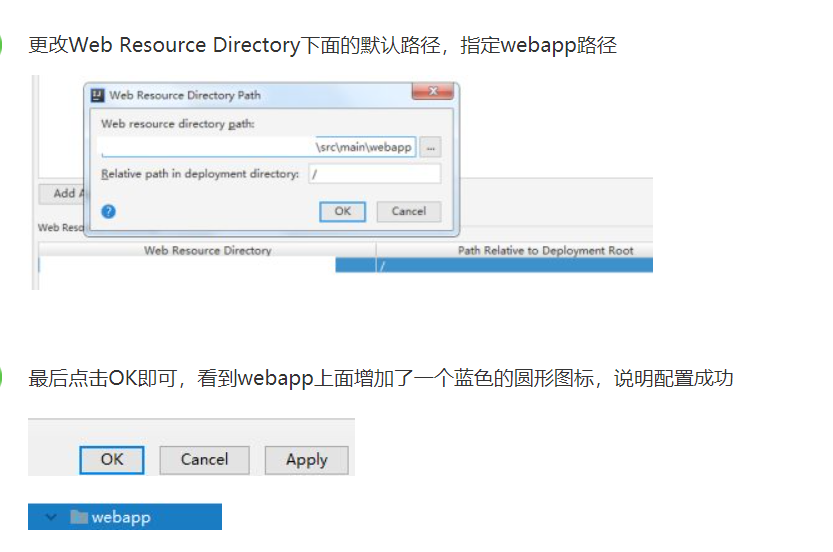 更改Web Resource Directory下面的默认路径，指定webapp路径
Web Resource Directory Path
Web resource directory path:
\src\main\webapp ...
Relative path in deployment directory: /
Add A
OK Cancel
Web Reso
Web Resource Directory Path Relative to Deployment Root
/
最后点击OK即可，看到webapp上面增加了一个蓝色的圆形图标，说明配置成功
OK Cancel Apply
webapp